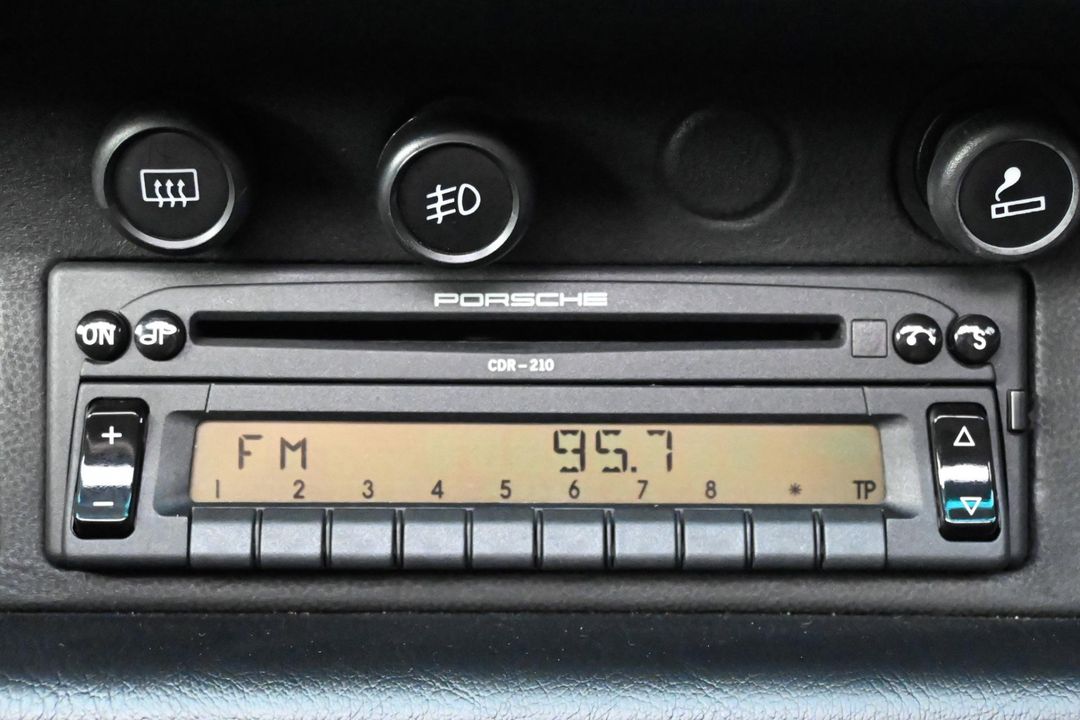 PORSCHE
ON
CDR-210
+
FM 95.7
1 2 3 4 5 6 7 8 * TP
-